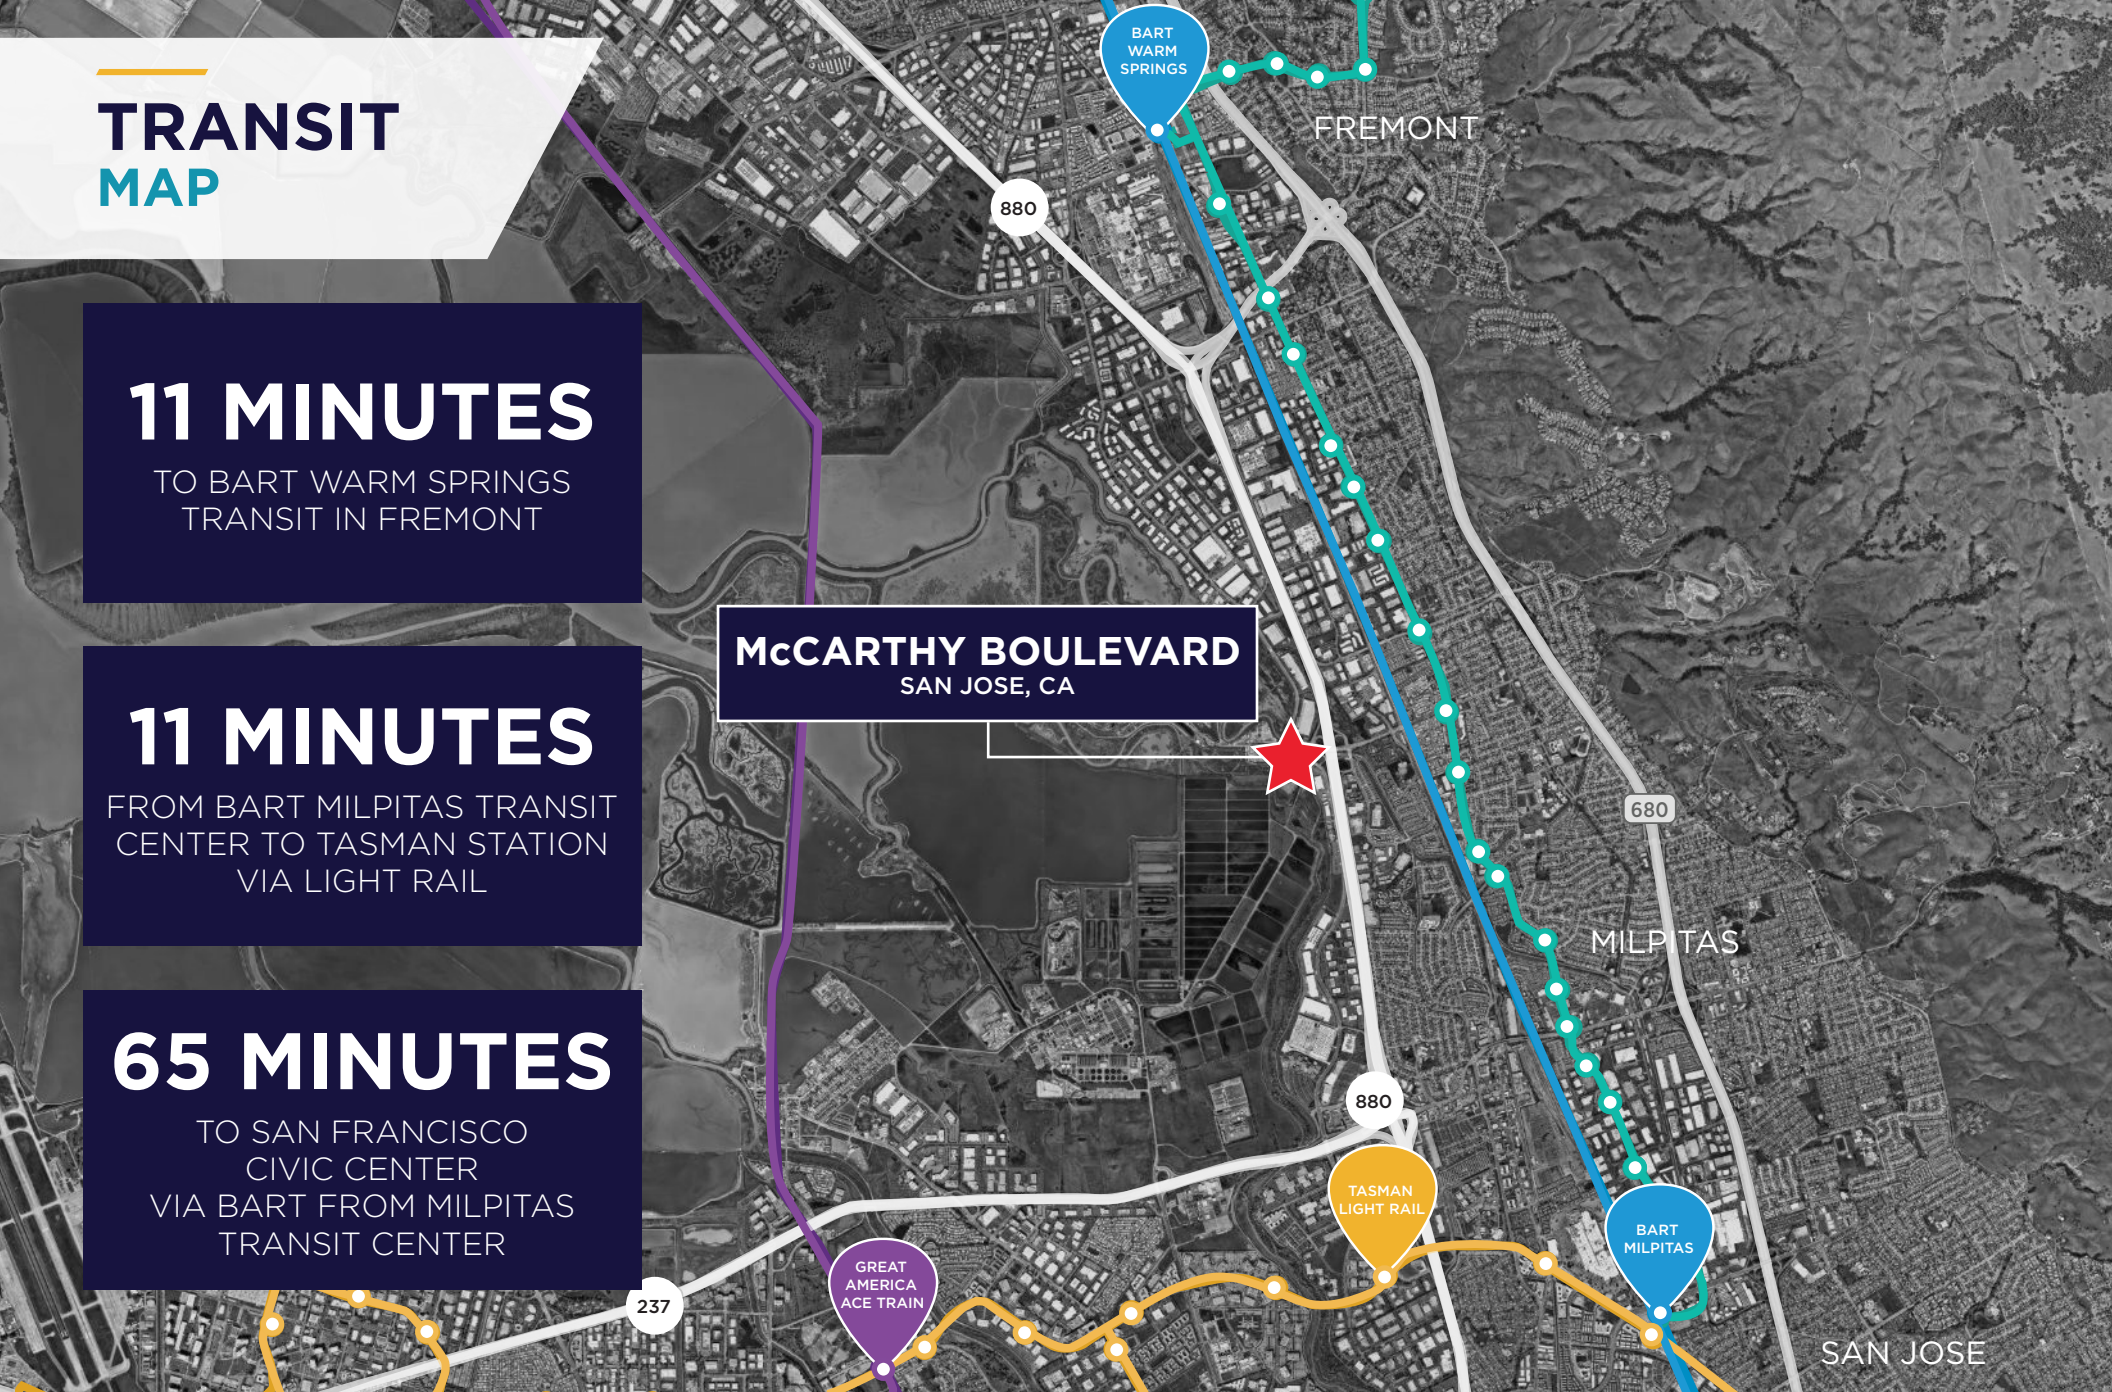 TRANSIT
MAP
11 MINUTES
TO BART WARM SPRINGS
TRANSIT IN FREMONT
11 MINUTES
FROM BART MILPITAS TRANSIT
CENTER TO TASMAN STATION
VIA LIGHT RAIL
65 MINUTES
TO SAN FRANCISCO
CIVIC CENTER
VIA BART FROM MILPITAS
TRANSIT CENTER
BART
WARM
SPRINGS
FREMONT
880
McCARTHY BOULEVARD
SAN JOSE, CA
680
MILPITAS
880
TASMAN
LIGHT RAIL
BART
MILPITAS
GREAT
AMERICA
ACE TRAIN
237
SAN JOSE